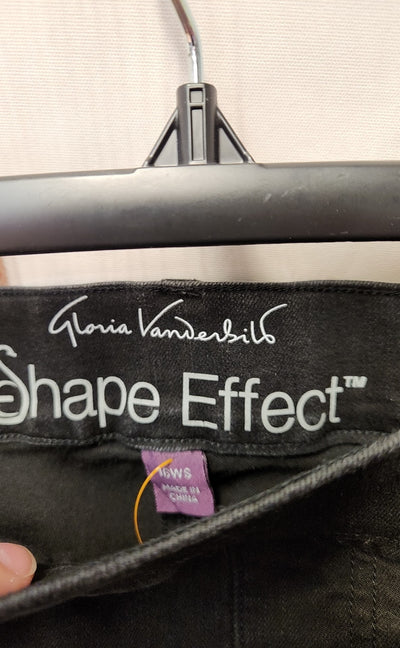 Gloria Vanderbilt
Shape Effect™
16WS
MADE IN
CHINA